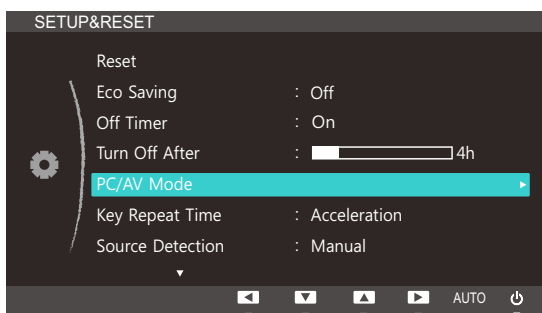 SETUP&RESET
Reset
Eco Saving : Off
Off Timer : On
Turn Off After : 4h
PC/AV Mode
Key Repeat Time : Acceleration
Source Detection : Manual
AUTO